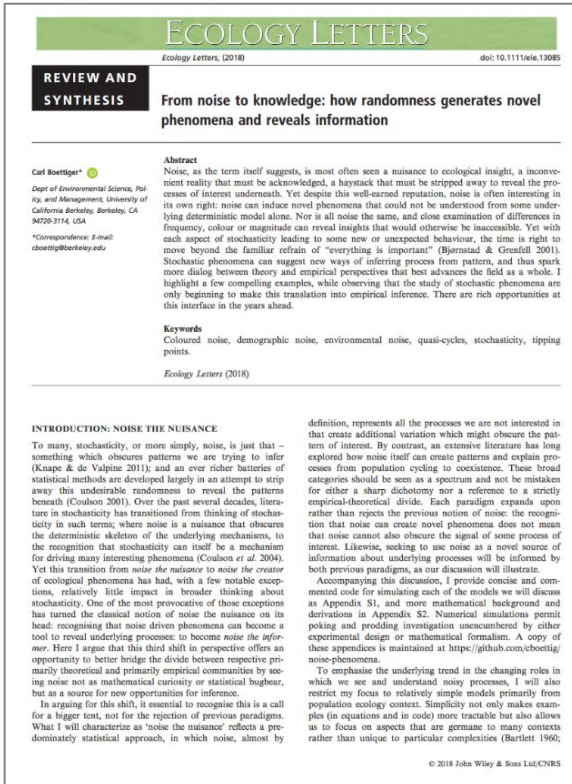 ECOLOGY LETTERS
Ecology Letters, (2018)
doi: 10.1111/ele.13085
REVIEW AND
SYNTHESIS
From noise to knowledge: how randomness generates novel
phenomena and reveals information
Carl Boettiger*
Dept of Environmental Science, Pol-
icy, and Management, University of
California Berkeley, Berkeley, CA
94720-3114, USA
*Correspondence: E-mail:
cboettig@berkeley.edu
Abstract
Noise, as the term itself suggests, is most often seen a nuisance to ecological insight, a inconve-
nient reality that must be acknowledged, a haystack that must be stripped away to reveal the pro-
cesses of interest underneath. Yet despite this well-earned reputation, noise is often interesting in
its own right: noise can induce novel phenomena that could not be understood from some under-
lying deterministic model alone. Nor is all noise the same, and close examination of differences in
frequency, colour or magnitude can reveal insights that would otherwise be inaccessible. Yet with
each aspect of stochasticity leading to some new or unexpected behaviour, the time is right to
move beyond the familiar refrain of “everything is important” (Bjørnstad & Grenfell 2001).
Stochastic phenomena can suggest new ways of inferring process from pattern, and thus spark
more dialog between theory and empirical perspectives that best advances the field as a whole. I
highlight a few compelling examples, while observing that the study of stochastic phenomena are
only beginning to make this translation into empirical inference. There are rich opportunities at
this interface in the years ahead.
Keywords
Coloured noise, demographic noise, environmental noise, quasi-cycles, stochasticity, tipping
points.
Ecology Letters (2018)
INTRODUCTION: NOISE THE NUISANCE
To many, stochasticity, or more simply, noise, is just that –
something which obscures patterns we are trying to infer
(Knape & de Valpine 2011); and an ever richer batteries of
statistical methods are developed largely in an attempt to strip
away this undesirable randomness to reveal the patterns
beneath (Coulson 2001). Over the past several decades, litera-
ture in stochasticity has transitioned from thinking of stochas-
ticity in such terms; where noise is a nuisance that obscures
the deterministic skeleton of the underlying mechanisms, to
the recognition that stochasticity can itself be a mechanism
for driving many interesting phenomena (Coulson et al. 2004).
Yet this transition from noise the nuisance to noise the creator
of ecological phenomena has had, with a few notable excep-
tions, relatively little impact in broader thinking about
stochasticity. One of the most provocative of those exceptions
has turned the classical notion of noise the nuisance on its
head: recognising that noise driven phenomena can become a
tool to reveal underlying processes: to become noise the infor-
mer. Here I argue that this third shift in perspective offers an
opportunity to better bridge the divide between respective pri-
marily theoretical and primarily empirical communities by see-
ing noise not as mathematical curiosity or statistical bugbear,
but as a source for new opportunities for inference.
In arguing for this shift, it essential to recognise this is a call
for a bigger tent, not for the rejection of previous paradigms.
What I will characterize as ‘noise the nuisance’ reflects a pre-
dominately statistical approach, in which noise, almost by
definition, represents all the processes we are not interested in
that create additional variation which might obscure the pat-
tern of interest. By contrast, an extensive literature has long
explored how noise itself can create patterns and explain pro-
cesses from population cycling to coexistence. These broad
categories should be seen as a spectrum and not be mistaken
for either a sharp dichotomy nor a reference to a strictly
empirical-theoretical divide. Each paradigm expands upon
rather than rejects the previous notion of noise: the recogni-
tion that noise can create novel phenomena does not mean
that noise cannot also obscure the signal of some process of
interest. Likewise, seeking to use noise as a novel source of
information about underlying processes will be informed by
both previous paradigms, as our discussion will illustrate.
Accompanying this discussion, I provide concise and com-
mented code for simulating each of the models we will discuss
as Appendix S1, and more mathematical background and
derivations in Appendix S2. Numerical simulations permit
poking and prodding investigation unencumbered by either
experimental design or mathematical formalism. A copy of
these appendices is maintained at https://github.com/cboettig/
noise-phenomena.
To emphasise the underlying trend in the changing roles in
which we see and understand noisy processes, I will also
restrict my focus to relatively simple models primarily from
population ecology context. Simplicity not only makes exam-
ples (in equations and in code) more tractable but also allows
us to focus on aspects that are germane to many contexts
rather than unique to particular complexities (Bartlett 1960;
© 2018 John Wiley & Sons Ltd/CNRS